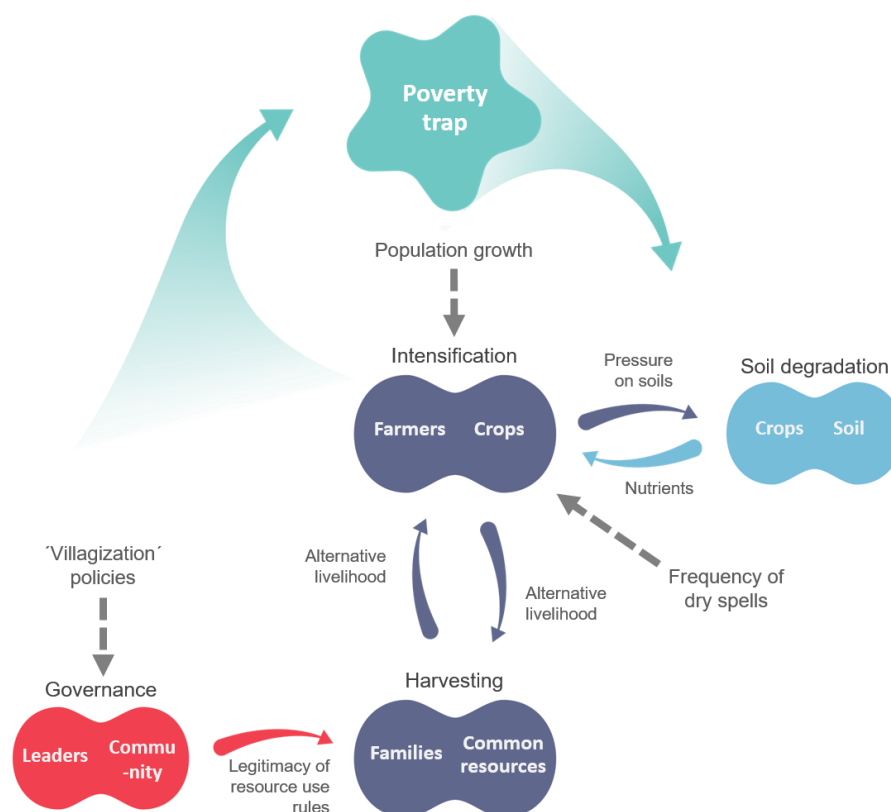 Poverty
trap
Population growth
Intensification
Farmers
Crops
Pressure
on soils
Soil degradation
Crops
Soil
Nutrients
´Villagization´
policies
Alternative
livelihood
Alternative
livelihood
Frequency of
dry spells
Governance
Leaders
Commu
-nity
Legitimacy of
resource use
rules
Harvesting
Families
Common
resources